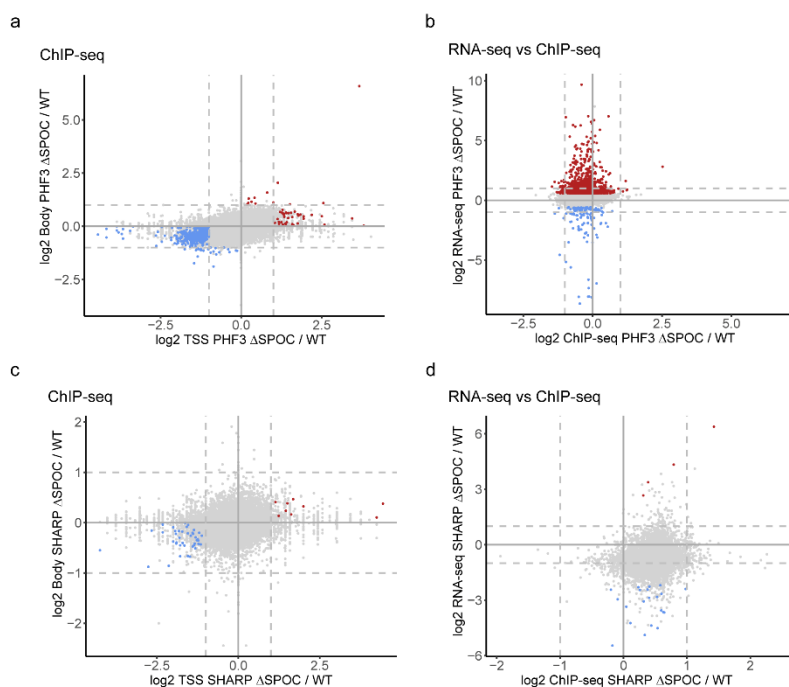 a
ChIP-seq
log2 Body PHF3 ΔSPOC / WT
5.0
2.5
0.0
−2.5
−2.5 0.0 2.5
log2 TSS PHF3 ΔSPOC / WT
b
RNA-seq vs ChIP-seq
log2 RNA-seq PHF3 ΔSPOC / WT
10
5
0
−5
−2.5 0.0 2.5 5.0
log2 ChIP-seq PHF3 ΔSPOC / WT
c
ChIP-seq
log2 Body SHARP ΔSPOC / WT
2
1
0
−1
−2
−2.5 0.0 2.5
log2 TSS SHARP ΔSPOC / WT
d
RNA-seq vs ChIP-seq
log2 RNA-seq SHARP ΔSPOC / WT
6
3
0
−3
−6
−2 −1 0 1 2
log2 ChIP-seq SHARP ΔSPOC / WT